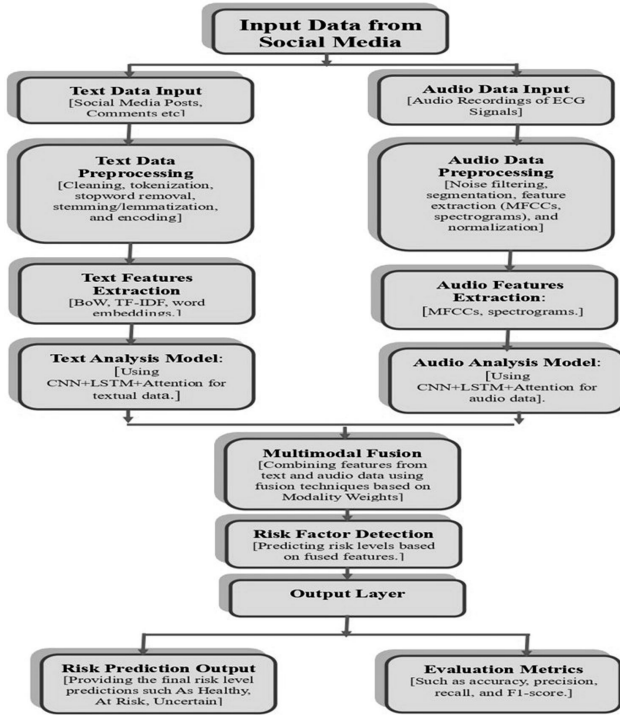 Input Data from
Social Media
Text Data Input
[Social Media Posts,
Comments etc]
Audio Data Input
[Audio Recordings of ECG
Signals]
Text Data
Preprocessing
[Cleaning, tokenization,
stopword removal,
stemming/lemmatization,
and encoding]
Audio Data
Preprocessing
[Noise filtering,
segmentation, feature
extraction (MFCCs,
spectrograms), and
normalization]
Text Features
Extraction
[BoW, TF-IDF, word
embeddings.]
Audio Features
Extraction:
[MFCCs, spectrograms.]
Text Analysis Model:
[Using
CNN+LSTM+Attention for
textual data.]
Audio Analysis Model:
[Using
CNN+LSTM+Attention for
audio data].
Multimodal Fusion
[Combining features from
text and audio data using
fusion techniques based on
Modality Weights]
Risk Factor Detection
[Predicting risk levels based
on fused features.]
Output Layer
Risk Prediction Output
[Providing the final risk level
predictions such As Healthy,
At Risk, Uncertain]
Evaluation Metrics
[Such as accuracy, precision,
recall, and F1-score.]